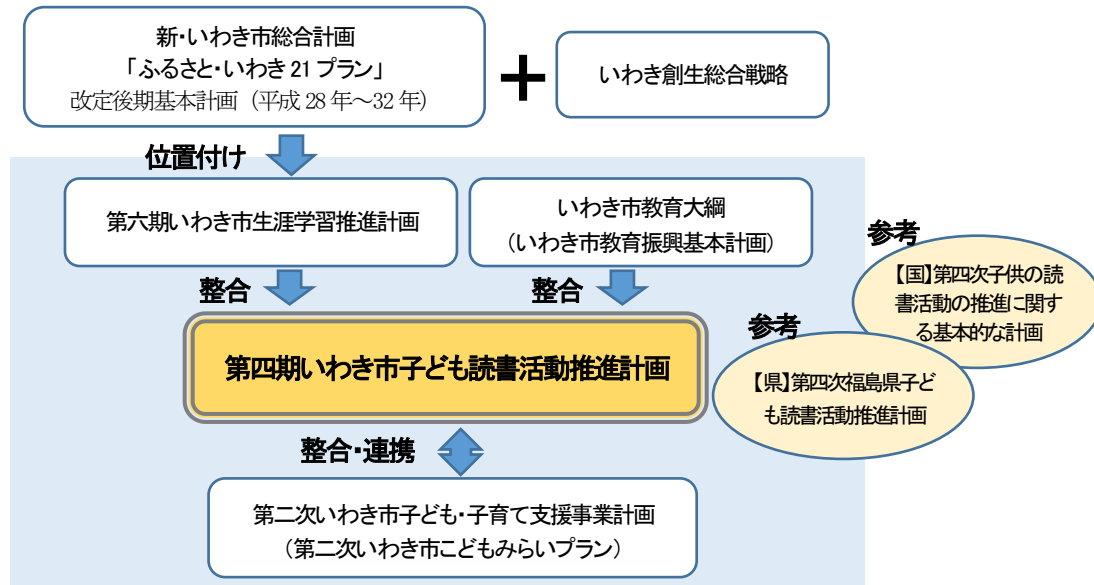 新・いわき市総合計画
「ふるさと・いわき 21 プラン」
改定後期基本計画（平成 28 年～32 年）
＋
いわき創生総合戦略
位置付け
第六期いわき市生涯学習推進計画
いわき市教育大綱
（いわき市教育振興基本計画）
参考
【国】第四次子供の読
書活動の推進に関す
る基本的な計画
整合
整合
参考
第四期いわき市子ども読書活動推進計画
【県】第四次福島県子ど
も読書活動推進計画
整合・連携
第二次いわき市子ども・子育て支援事業計画
（第二次いわき市こどもみらいプラン）